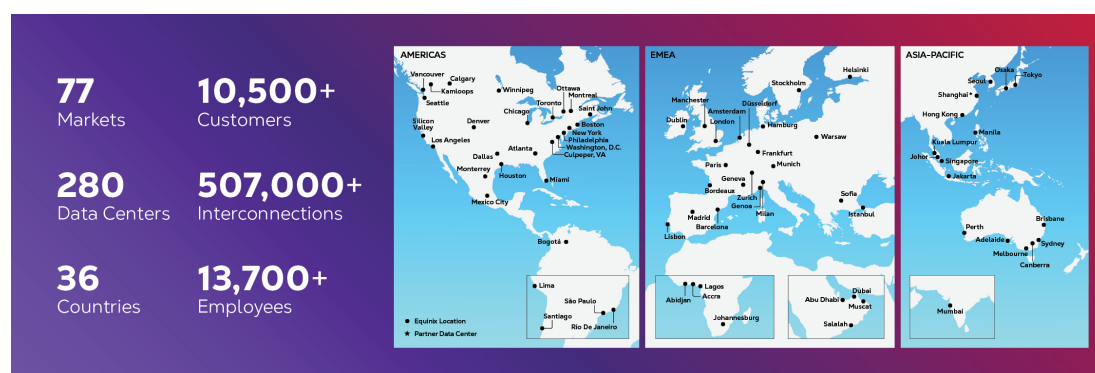 77
Markets
10,500+
Customers
280
Data Centers
507,000+
Interconnections
36
Countries
13,700+
Employees
AMERICAS
Vancouver
Calgary
Kamloops
Seattle
Winnipeg
Ottawa
Montreal
Toronto
Chicago
Saint John
Boston
New York
Philadelphia
Washington, D.C.
Culpeper, VA
Silicon
Valley
Denver
Los Angeles
Atlanta
Dallas
Monterrey
Houston
Miami
Mexico City
Bogotá
Lima
São Paulo
Santiago
Rio De Janeiro
Equinix Location
Partner Data Center
EMEA
Helsinki
Stockholm
Manchester
Düsseldorf
Amsterdam
Dublin
London
Hamburg
Warsaw
Frankfurt
Paris
Munich
Geneva
Bordeaux
Zurich
Genoa
Milan
Sofia
Istanbul
Madrid
Barcelona
Lisbon
Lagos
Abidjan
Accra
Johannesburg
Dubai
Abu Dhabi
Muscat
Salalah
ASIA-PACIFIC
Osaka
Seoul
Tokyo
Shanghai*
Hong Kong
Manila
Kuala Lumpur
Johor
Singapore
Jakarta
Brisbane
Perth
Adelaide
Sydney
Melbourne
Canberra
Mumbai